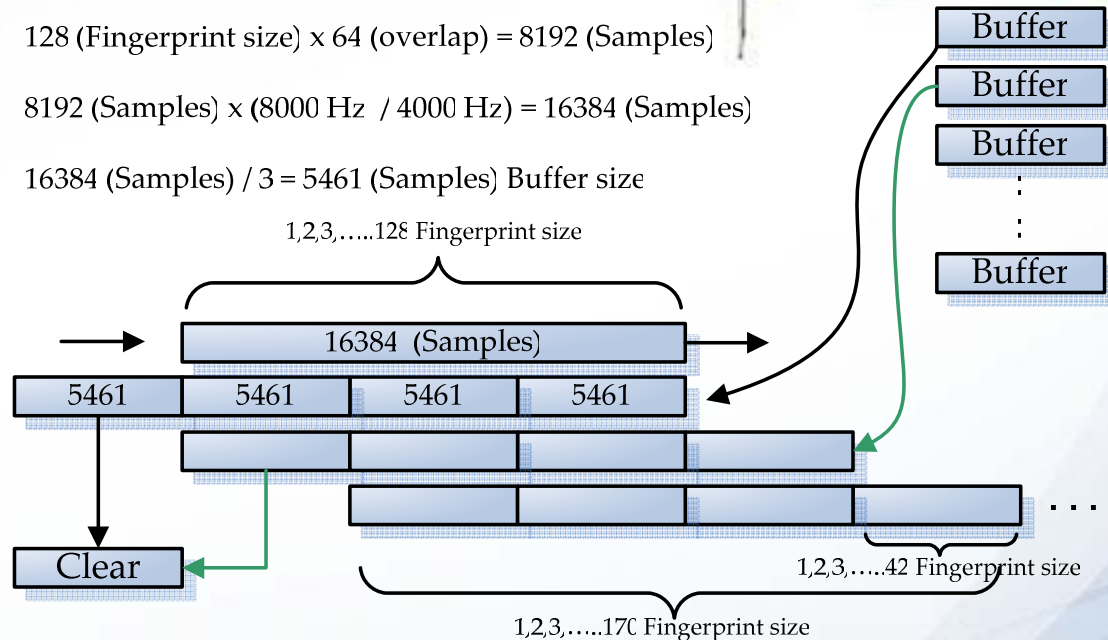 128 (Fingerprint size) x 64 (overlap) = 8192 (Samples)
8192 (Samples) x (8000 Hz / 4000 Hz) = 16384 (Samples)
16384 (Samples) / 3 = 5461 (Samples) Buffer size
Buffer
Buffer
Buffer
Buffer
1,2,3,…..128 Fingerprint size
16384 (Samples)
5461 5461 5461 5461
Clear
1,2,3,…..42 Fingerprint size
1,2,3,…..170 Fingerprint size